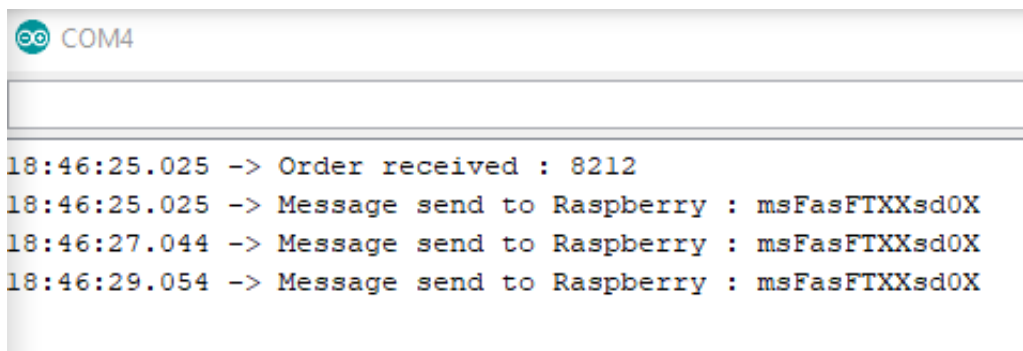 COM4
18:46:25.025 -> Order received : 8212
18:46:25.025 -> Message send to Raspberry : msFasFTXXsd0X
18:46:27.044 -> Message send to Raspberry : msFasFTXXsd0X
18:46:29.054 -> Message send to Raspberry : msFasFTXXsd0X